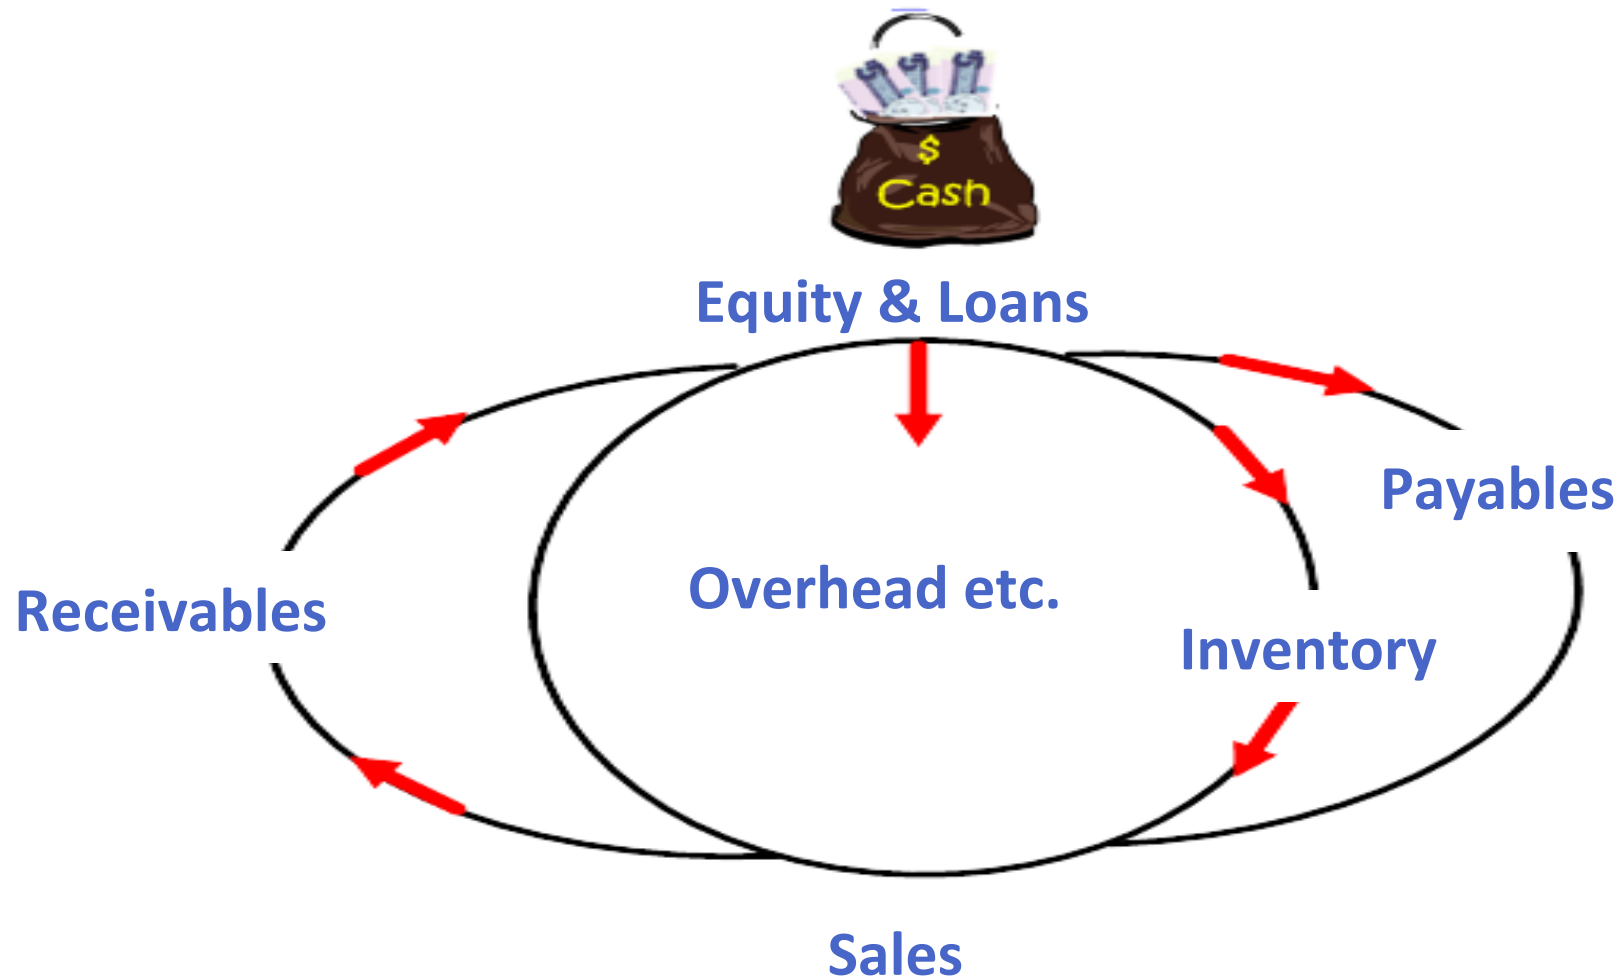 $
Cash
Equity & Loans
Payables
Overhead etc.
Receivables
Inventory
Sales